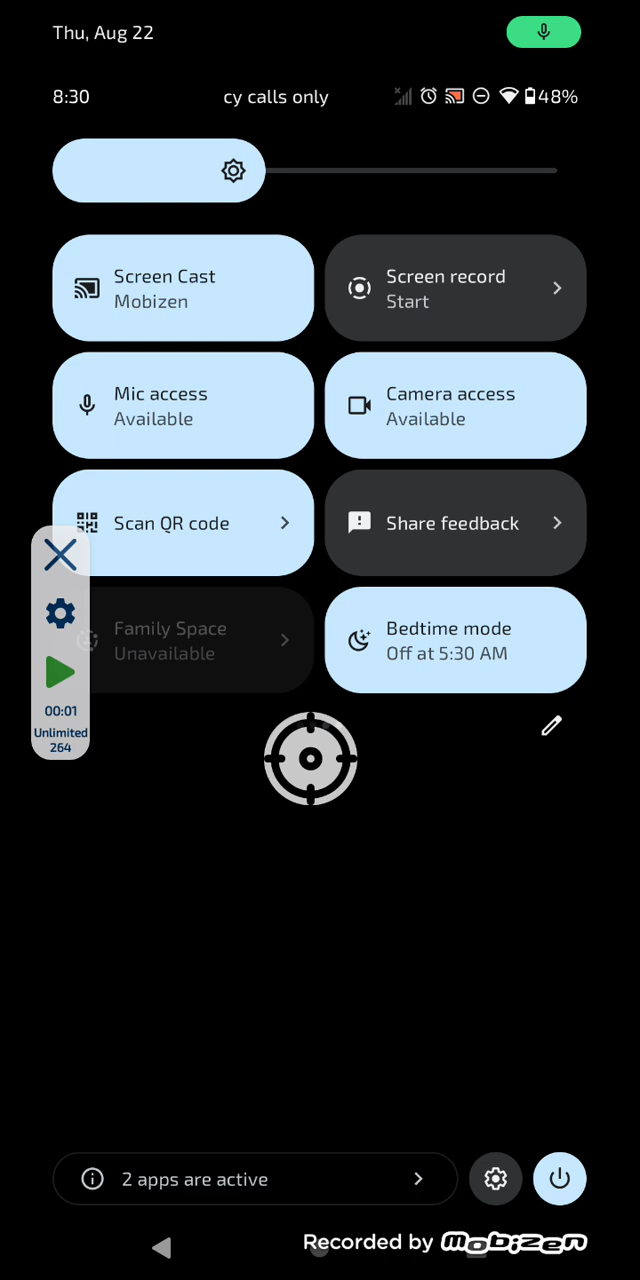 Thu, Aug 22
8:30
cy calls only
48%
Screen Cast
Mobizen
Screen record
Start
Mic access
Available
Camera access
Available
Scan QR code
Share feedback
Family Space
Unavailable
Bedtime mode
Off at 5:30 AM
00:01
Unlimited
264
2 apps are active
Recorded by mobizen